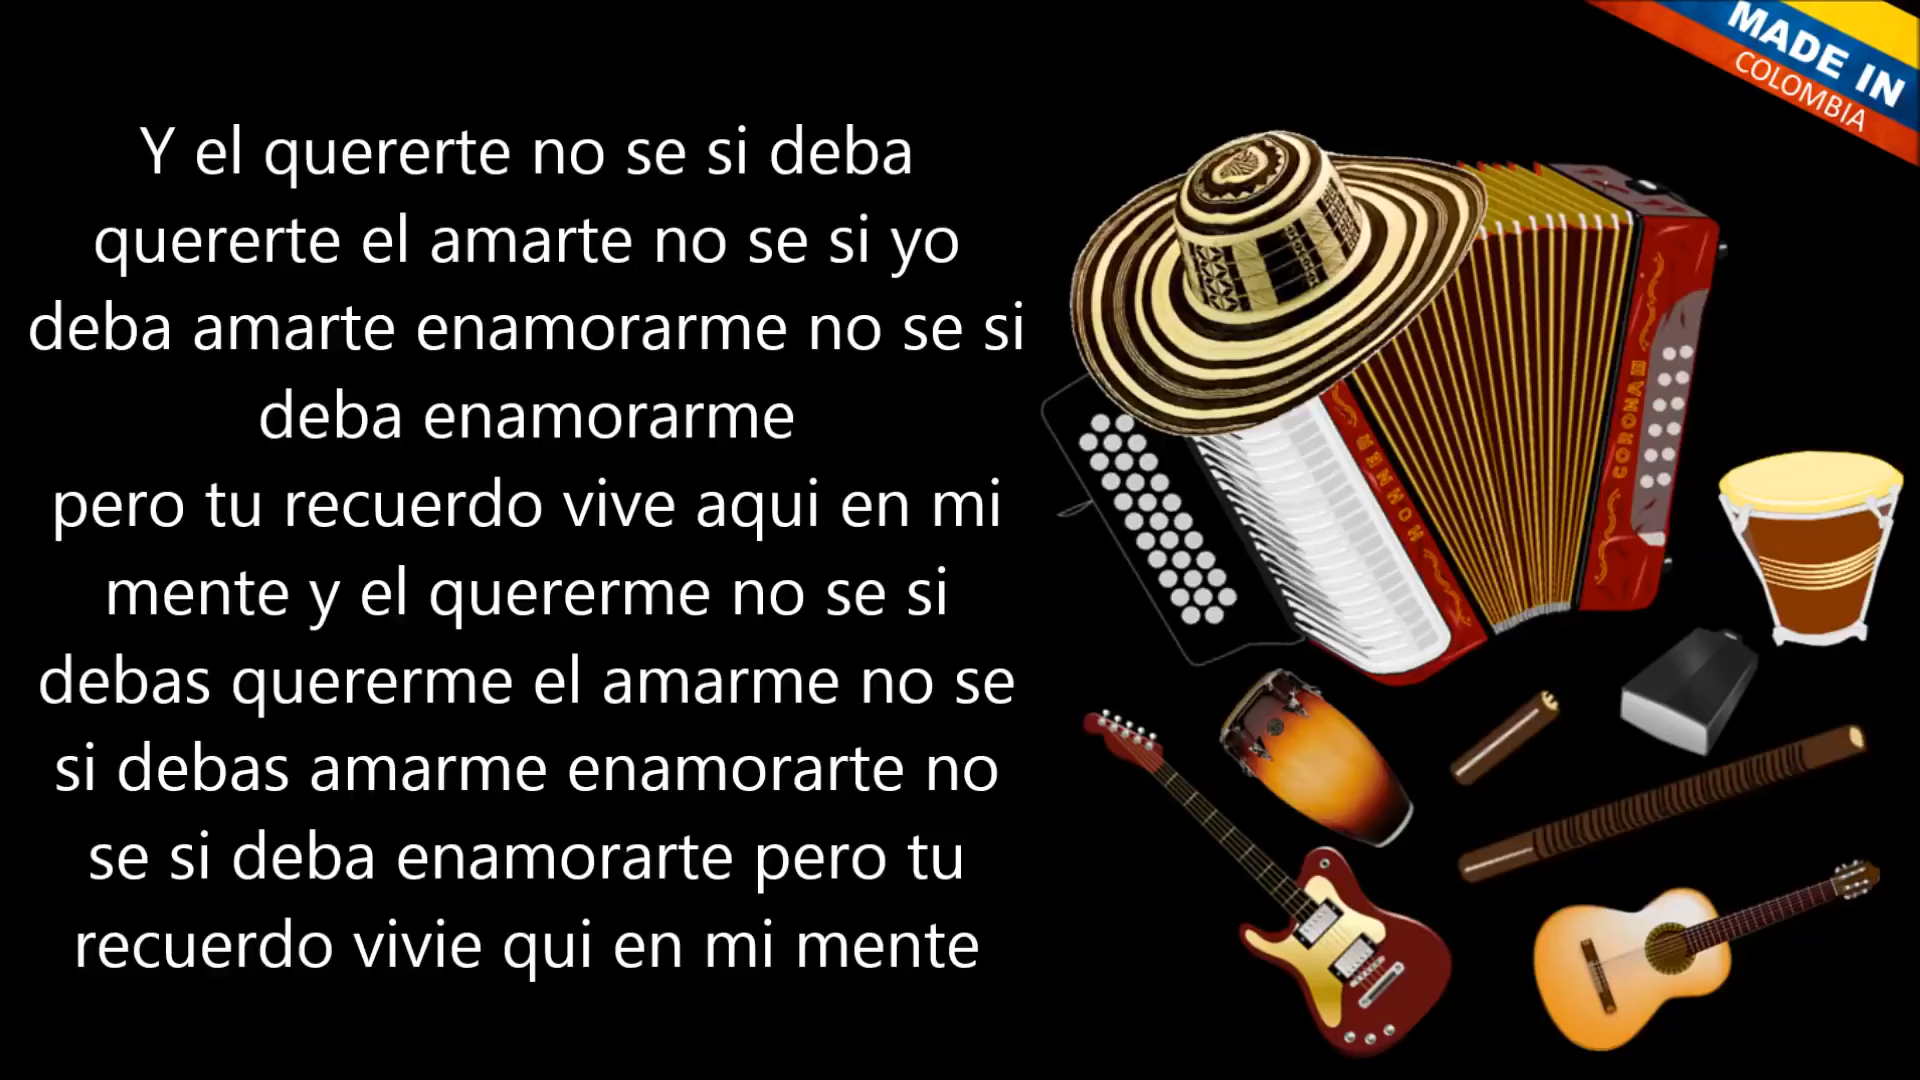 MADE IN
COLOMBIA
Y el quererte no se si deba
quererte el amarte no se si yo
deba amarte enamorarme no se si
deba enamorarme
pero tu recuerdo vive aqui en mi
mente y el quererme no se si
debas quererme el amarme no se
si debas amarme enamorarte no
se si deba enamorarte pero tu
recuerdo vivie qui en mi mente
HOHNER
CORONA III